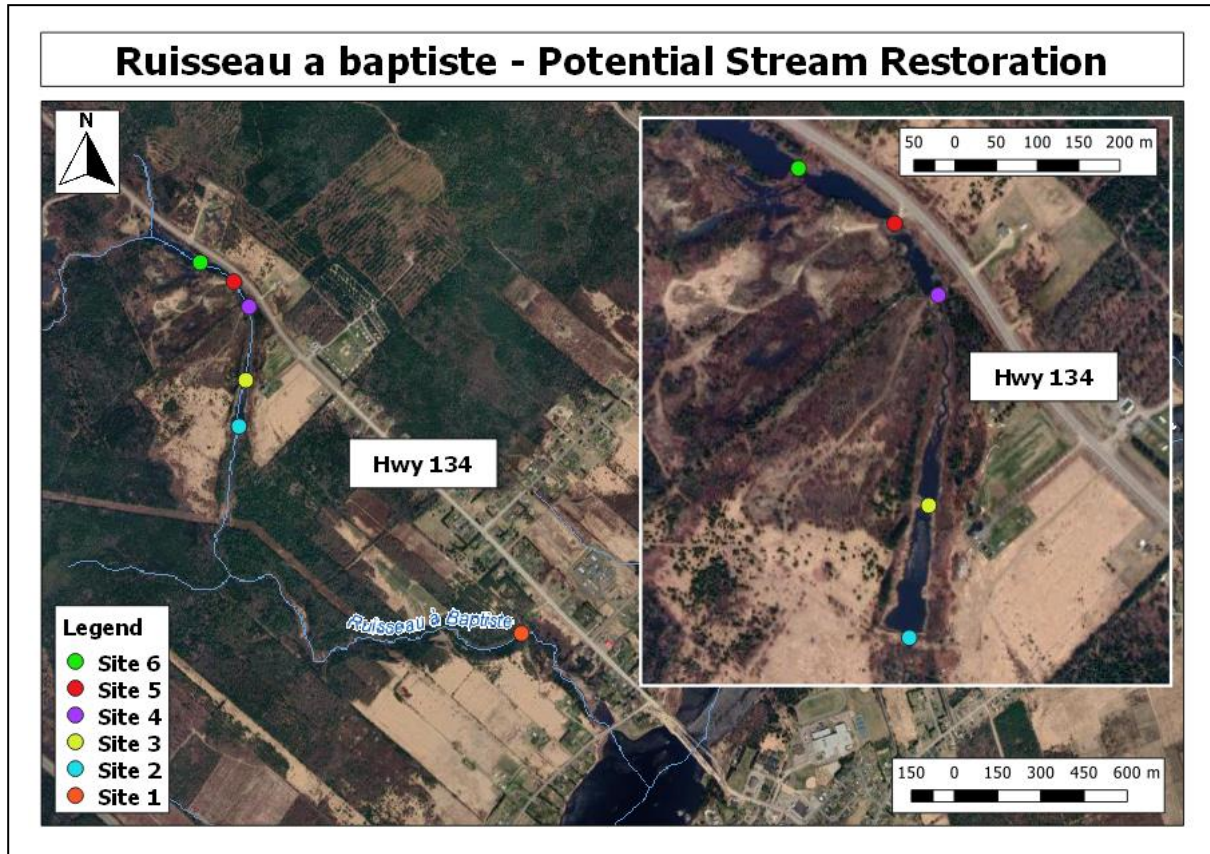 Ruisseau a baptiste - Potential Stream Restoration
N
50 0 50 100 150 200 m
Hwy 134
Hwy 134
Ruisseau à Baptiste
Legend
Site 6
Site 5
Site 4
Site 3
Site 2
Site 1
150 0 150 300 450 600 m